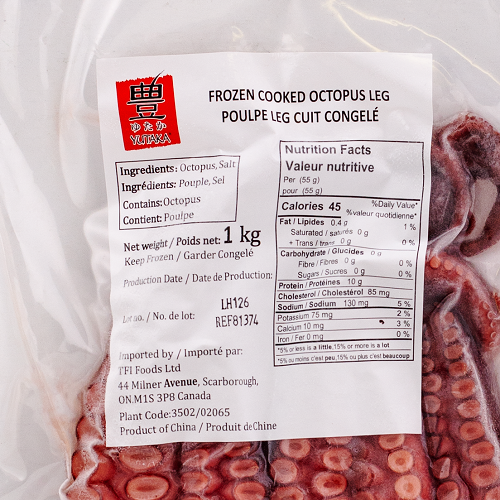 豊
ゆたか
YUTAKA
FROZEN COOKED OCTOPUS LEG
POULPE LEG CUIT CONGELÉ
Ingredients: Octopus, Salt
Ingrédients: Pouple, Sel
Contains: Octopus
Contient: Poulpe
Net weight / Poids net: 1 kg
Keep Frozen / Garder Congelé
Production Date / Date de Production:
LH126
Lot no. / No. de lot: REF81374
Imported by / Importé par:
TFI Foods Ltd
44 Milner Avenue, Scarborough,
ON.M1S 3P8 Canada
Plant Code:3502/02065
Product of China / Produit de Chine
Nutrition Facts
Valeur nutritive
Per (55 g)
pour (55 g)
Calories 45 %Daily Value*
%valeur quotidienne*
Fat / Lipides 0.4 g 1 %
Saturated / saturés 0 g
+ Trans / trans 0 g 0 %
Carbohydrate / Glucides 0 g
Fibre / Fibres 0 g 0 %
Sugars / Sucres 0 g 0 %
Protein / Protéines 10 g
Cholesterol / Cholestérol 85 mg
Sodium / Sodium 130 mg 5 %
Potassium 75 mg 2 %
Calcium 10 mg 3 %
Iron / Fer 0 mg 0 %
*5% or less is a little,15% or more is a lot
*5% ou moins c'est peu,15% ou plus c'est beaucoup